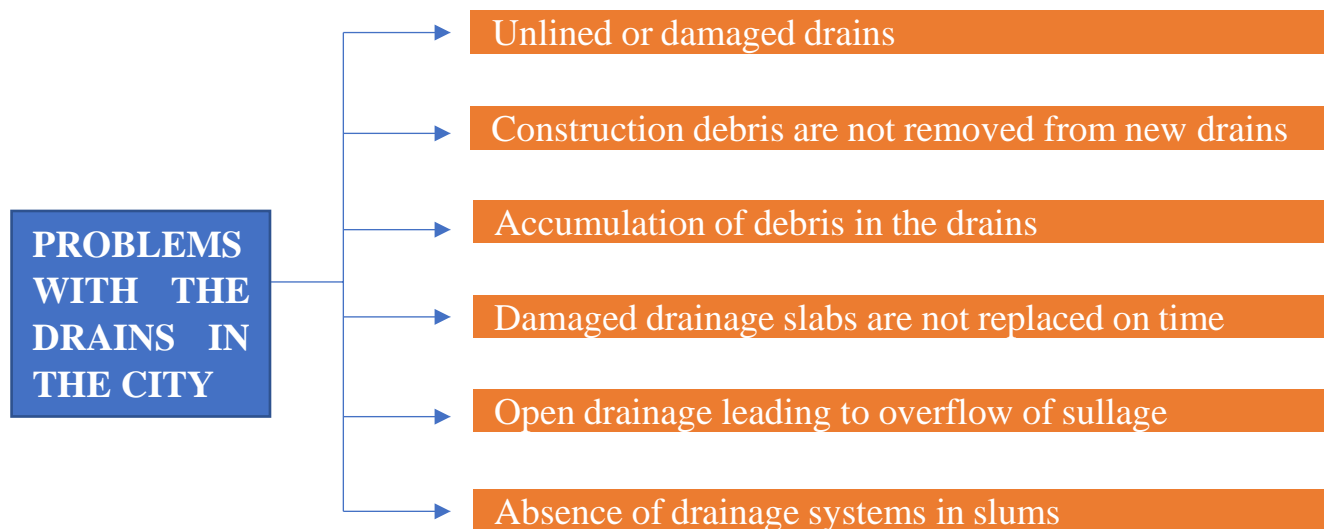 Unlined or damaged drains
Construction debris are not removed from new drains
Accumulation of debris in the drains
PROBLEMS
WITH THE
DRAINS IN
THE CITY
Damaged drainage slabs are not replaced on time
Open drainage leading to overflow of sullage
Absence of drainage systems in slums